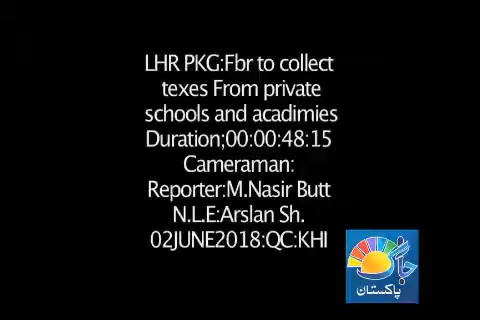 LHR PKG:Fbr to collect
texes From private
schools and acadimies
Duration;00:00:48:15
Cameraman:
Reporter:M.Nasir Butt
N.L.E:Arslan Sh.
02JUNE2018:QC:KHI
جاگ
پاکستان